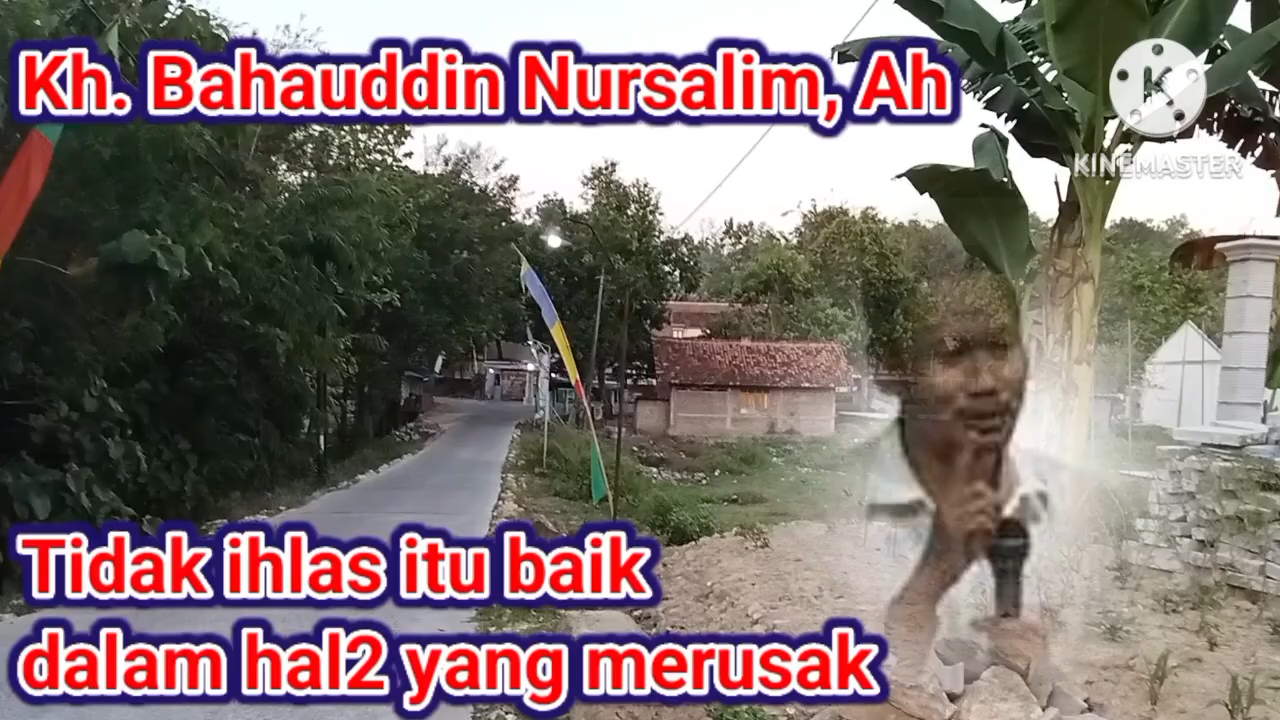 Kh. Bahauddin Nursalim, Ah
K
KINEMASTER
Tidak ihlas itu baik
dalam hal2 yang merusak